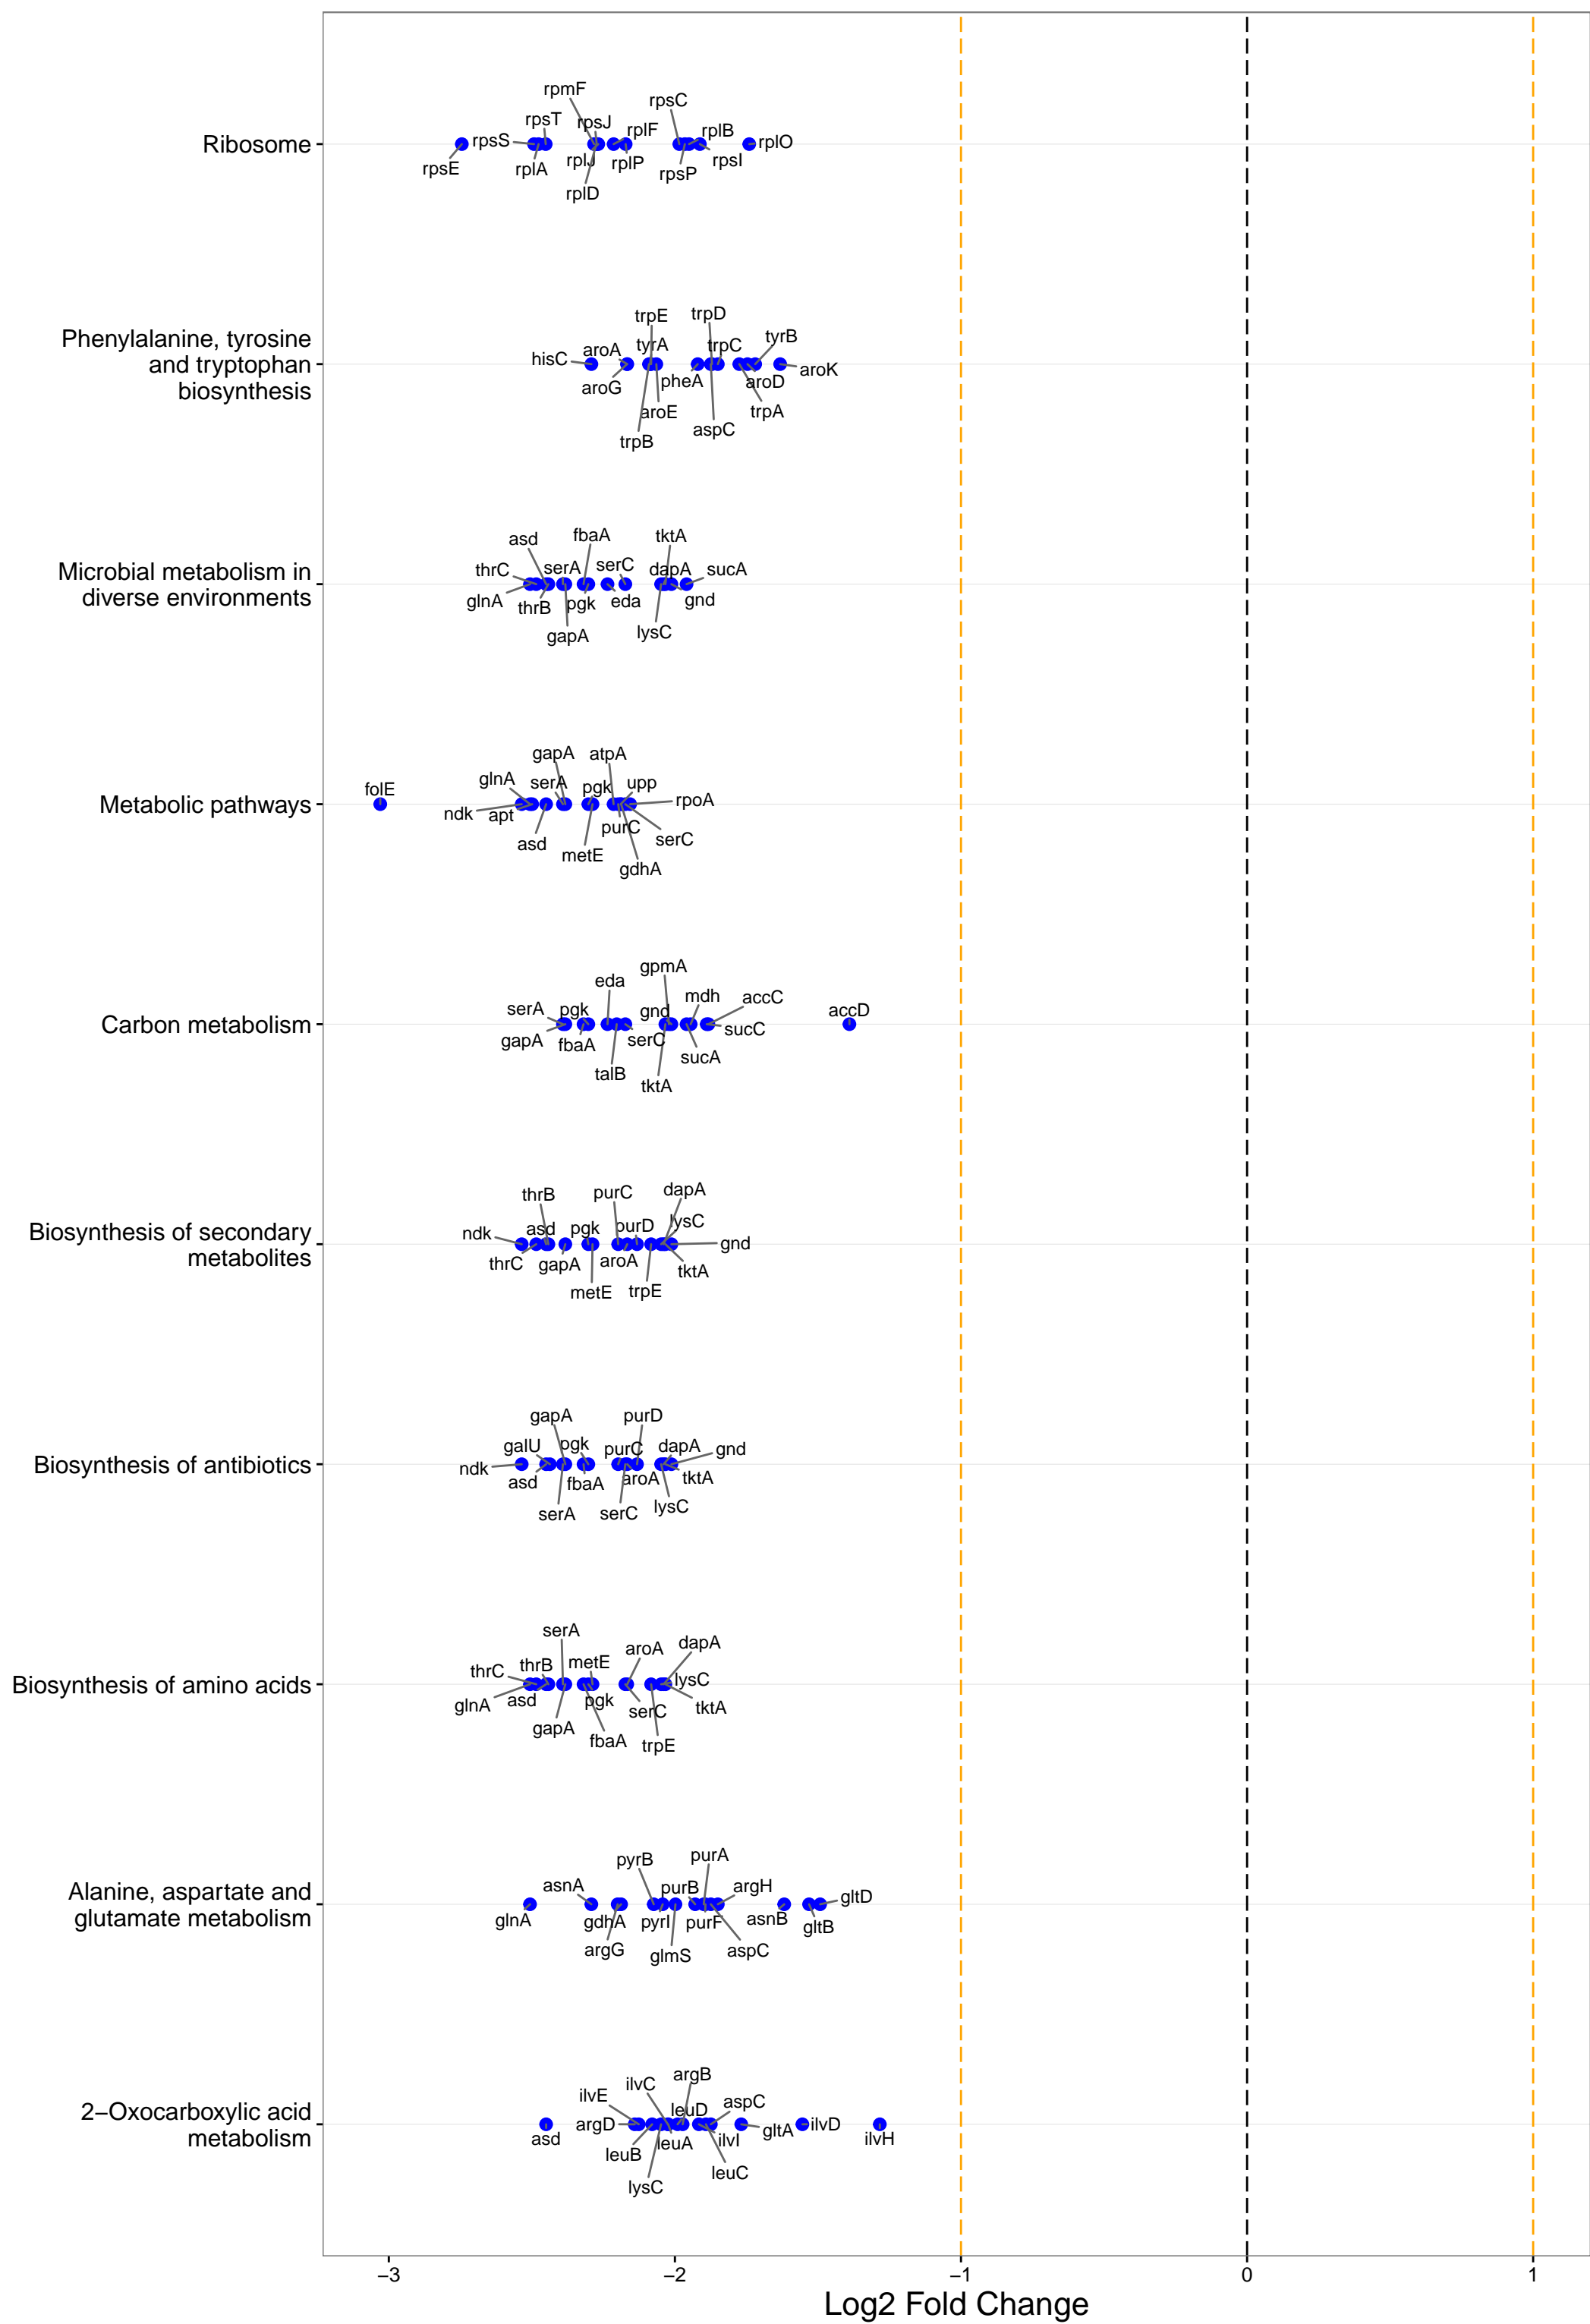 Ribosome
rpmF
rpsC
rpsT
rpsJ
rplF
rplB
rpsS
rplO
rpsE
rplA
rplJ
rplP
rpsI
rpsP
rplD
Phenylalanine, tyrosine
and tryptophan
biosynthesis
trpE
trpD
tyrB
hisC
aroA
tyrA
trpC
aroK
aroG
pheA
aroD
aroE
trpA
trpB
aspC
Microbial metabolism in
diverse environments
asd
fbaA
tktA
thrC
serA
serC
dapA
sucA
glnA
thrB
pgk
eda
gnd
gapA
lysC
Metabolic pathways
gapA
atpA
folE
glnA
serA
pgk
upp
rpoA
ndk
apt
purC
serC
asd
metE
gdhA
Carbon metabolism
gpmA
eda
serA
pgk
gnd
mdh
accC
accD
gapA
fbaA
serC
sucC
talB
sucA
tktA
Biosynthesis of secondary
metabolites
thrB
purC
dapA
ndk
asd
pgk
purD
lysC
gnd
thrC
gapA
aroA
tktA
metE
trpE
Biosynthesis of antibiotics
gapA
purD
galU
pgk
purC
dapA
gnd
ndk
asd
fbaA
aroA
tktA
serA
serC
lysC
Biosynthesis of amino acids
serA
aroA
dapA
thrC
thrB
metE
lysC
glnA
asd
pgk
serC
tktA
gapA
fbaA
trpE
Alanine, aspartate and
glutamate metabolism
pyrB
purA
asnA
purB
argH
gltD
glnA
gdhA
pyrI
purF
asnB
gltB
argG
glmS
aspC
2−Oxocarboxylic acid
metabolism
ilvE
ilvC
argB
argD
leuD
aspC
gltA
ilvD
asd
leuB
leuA
ilvI
ilvH
lysC
leuC
−3
−2
−1
0
1
Log2 Fold Change